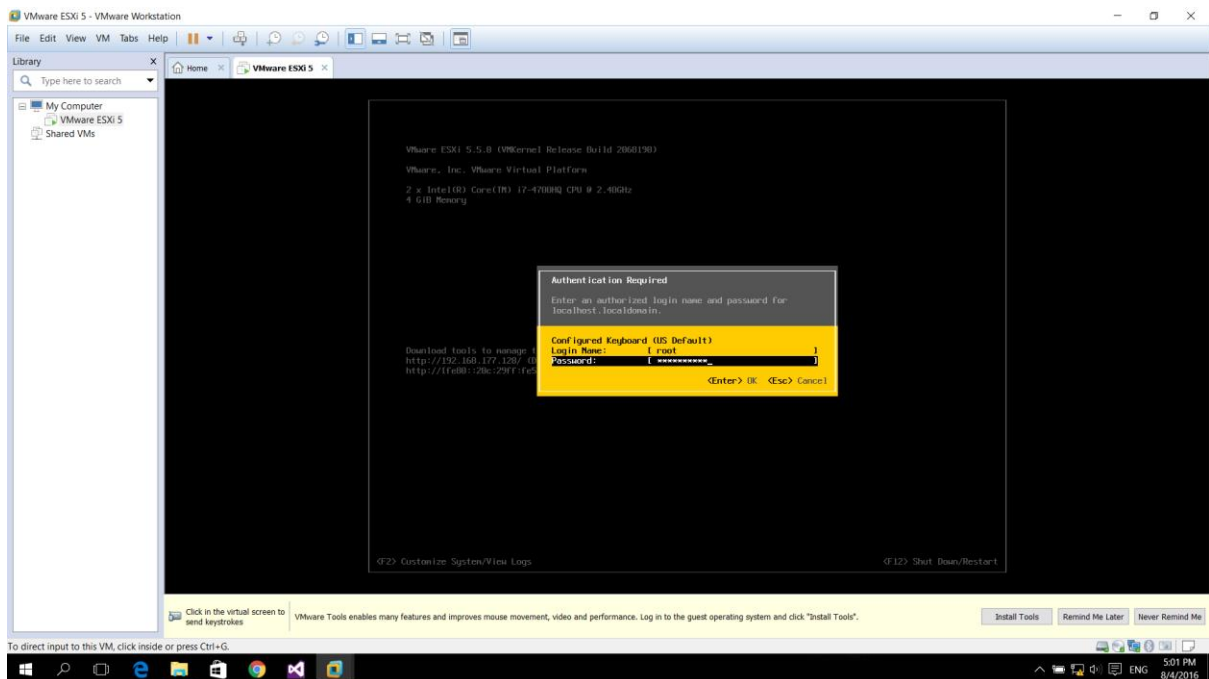 VMware ESXi 5 - VMware Workstation
File Edit View VM Tabs Help
Library
Type here to search
My Computer
VMware ESXi 5
Shared VMs
Home
VMware ESXi 5
VMware ESXi 5.5.0 (VMKernel Release Build 2068190)
VMware, Inc. VMware Virtual Platform
2 x Intel(R) Core(TM) i7-4700HQ CPU @ 2.40GHz
4 GiB Memory
Download tools to manage t
http://192.168.177.128/
http://[fe80::20c:29ff:fe5
Authentication Required
Enter an authorized login name and password for
localhost.localdomain.
Configured Keyboard (US Default)
Login Name: [ root ]
Password: [ **********_ ]
<Enter> OK <Esc> Cancel
<F2> Customize System/View Logs
<F12> Shut Down/Restart
Click in the virtual screen to
send keystrokes
VMware Tools enables many features and improves mouse movement, video and performance. Log in to the guest operating system and click "Install Tools".
Install Tools
Remind Me Later
Never Remind Me
To direct input to this VM, click inside or press Ctrl+G.
ENG
5:01 PM
8/4/2016